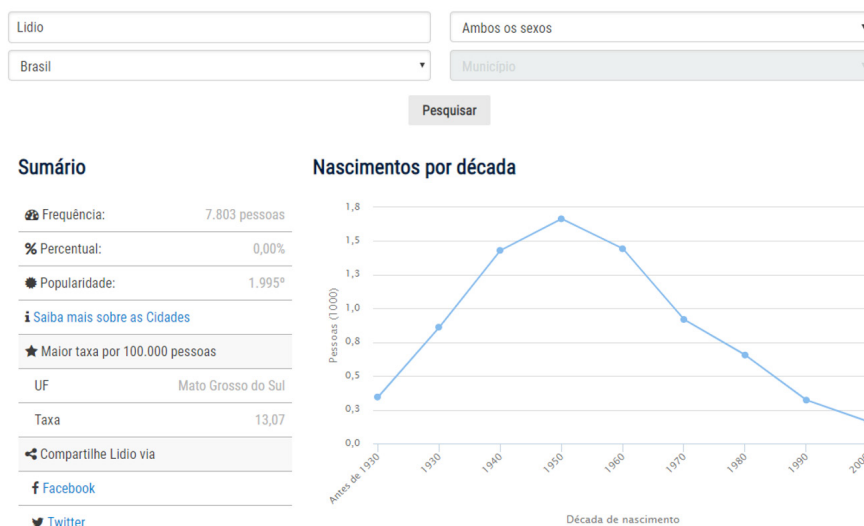 Lidio
Ambos os sexos
Brasil
Município
Pesquisar
Sumário
Frequência: 7.803 pessoas
% Percentual: 0,00%
Popularidade: 1.995º
Saiba mais sobre as Cidades
Maior taxa por 100.000 pessoas
UF Mato Grosso do Sul
Taxa 13,07
Compartilhe Lidio via
Facebook
Twitter
Nascimentos por década
Pessoas (1000)
1,8
1,5
1,3
1,0
0,8
0,5
0,3
0,0
Antes de 1930
1930
1940
1950
1960
1970
1980
1990
Década de nascimento